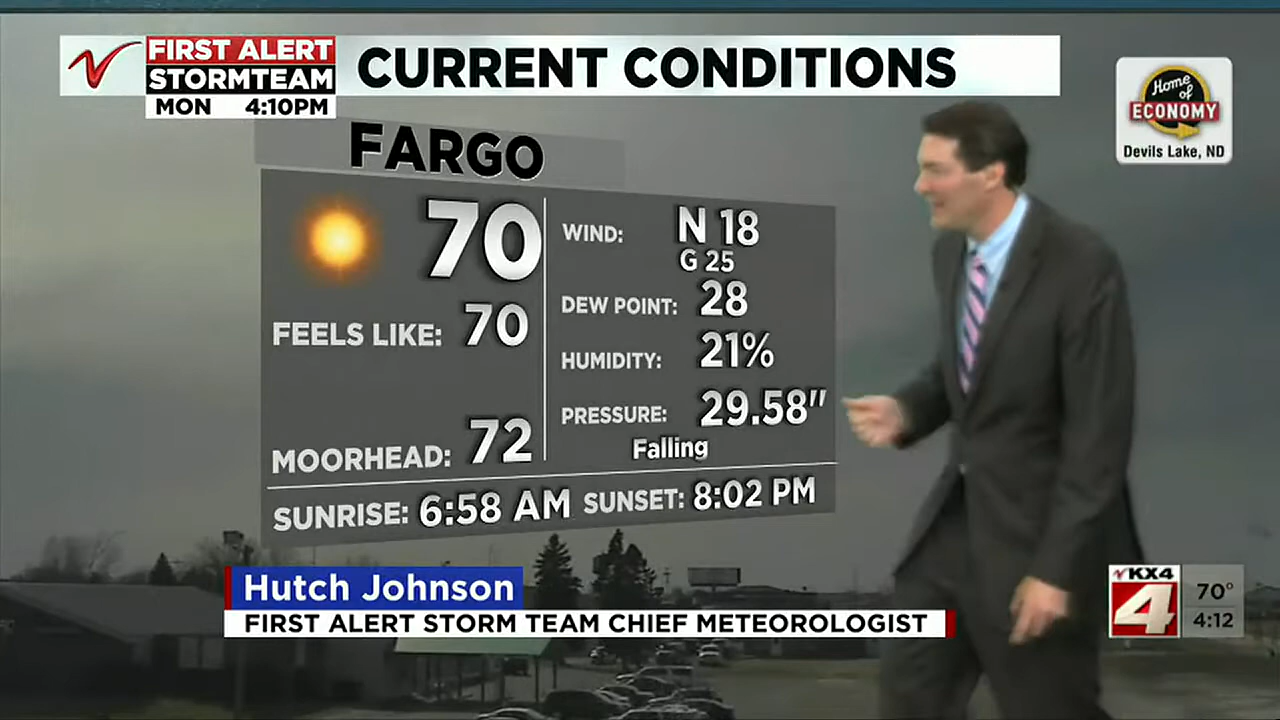 FIRST ALERT
STORMTEAM
MON 4:10PM
CURRENT CONDITIONS
Home
of
ECONOMY
Devils Lake, ND
FARGO
70
FEELS LIKE: 70
MOORHEAD: 72
WIND: N 18
G 25
DEW POINT: 28
HUMIDITY: 21%
PRESSURE: 29.58"
Falling
SUNRISE: 6:58 AM SUNSET: 8:02 PM
Hutch Johnson
FIRST ALERT STORM TEAM CHIEF METEOROLOGIST
KX4
4
70°
4:12